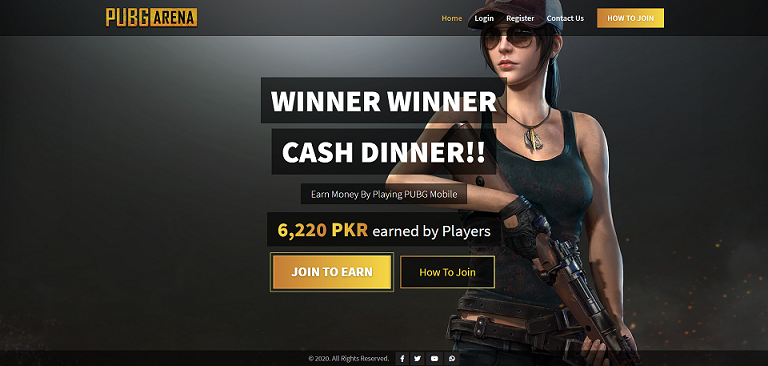 PUBG ARENA
Home Login Register Contact Us HOW TO JOIN
WINNER WINNER
CASH DINNER!!
Earn Money By Playing PUBG Mobile
6,220 PKR earned by Players
JOIN TO EARN How To Join
© 2020. All Rights Reserved.